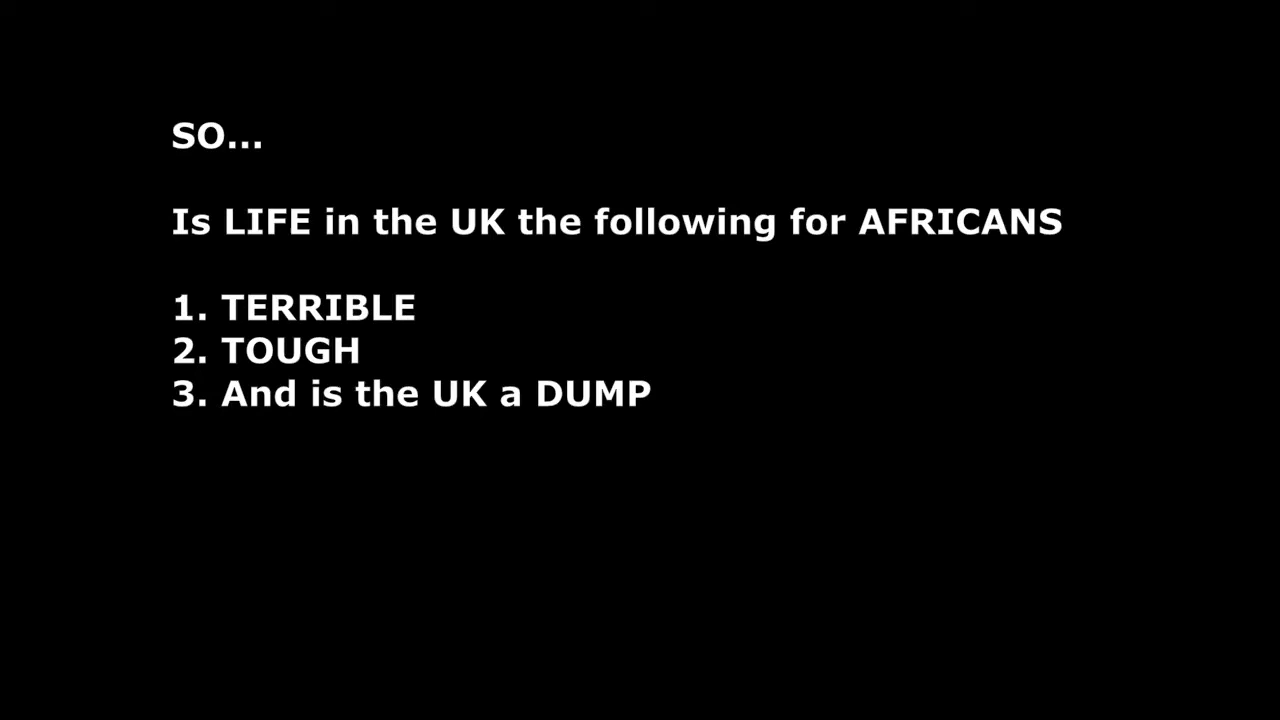 SO...
Is LIFE in the UK the following for AFRICANS
1. TERRIBLE
2. TOUGH
3. And is the UK a DUMP